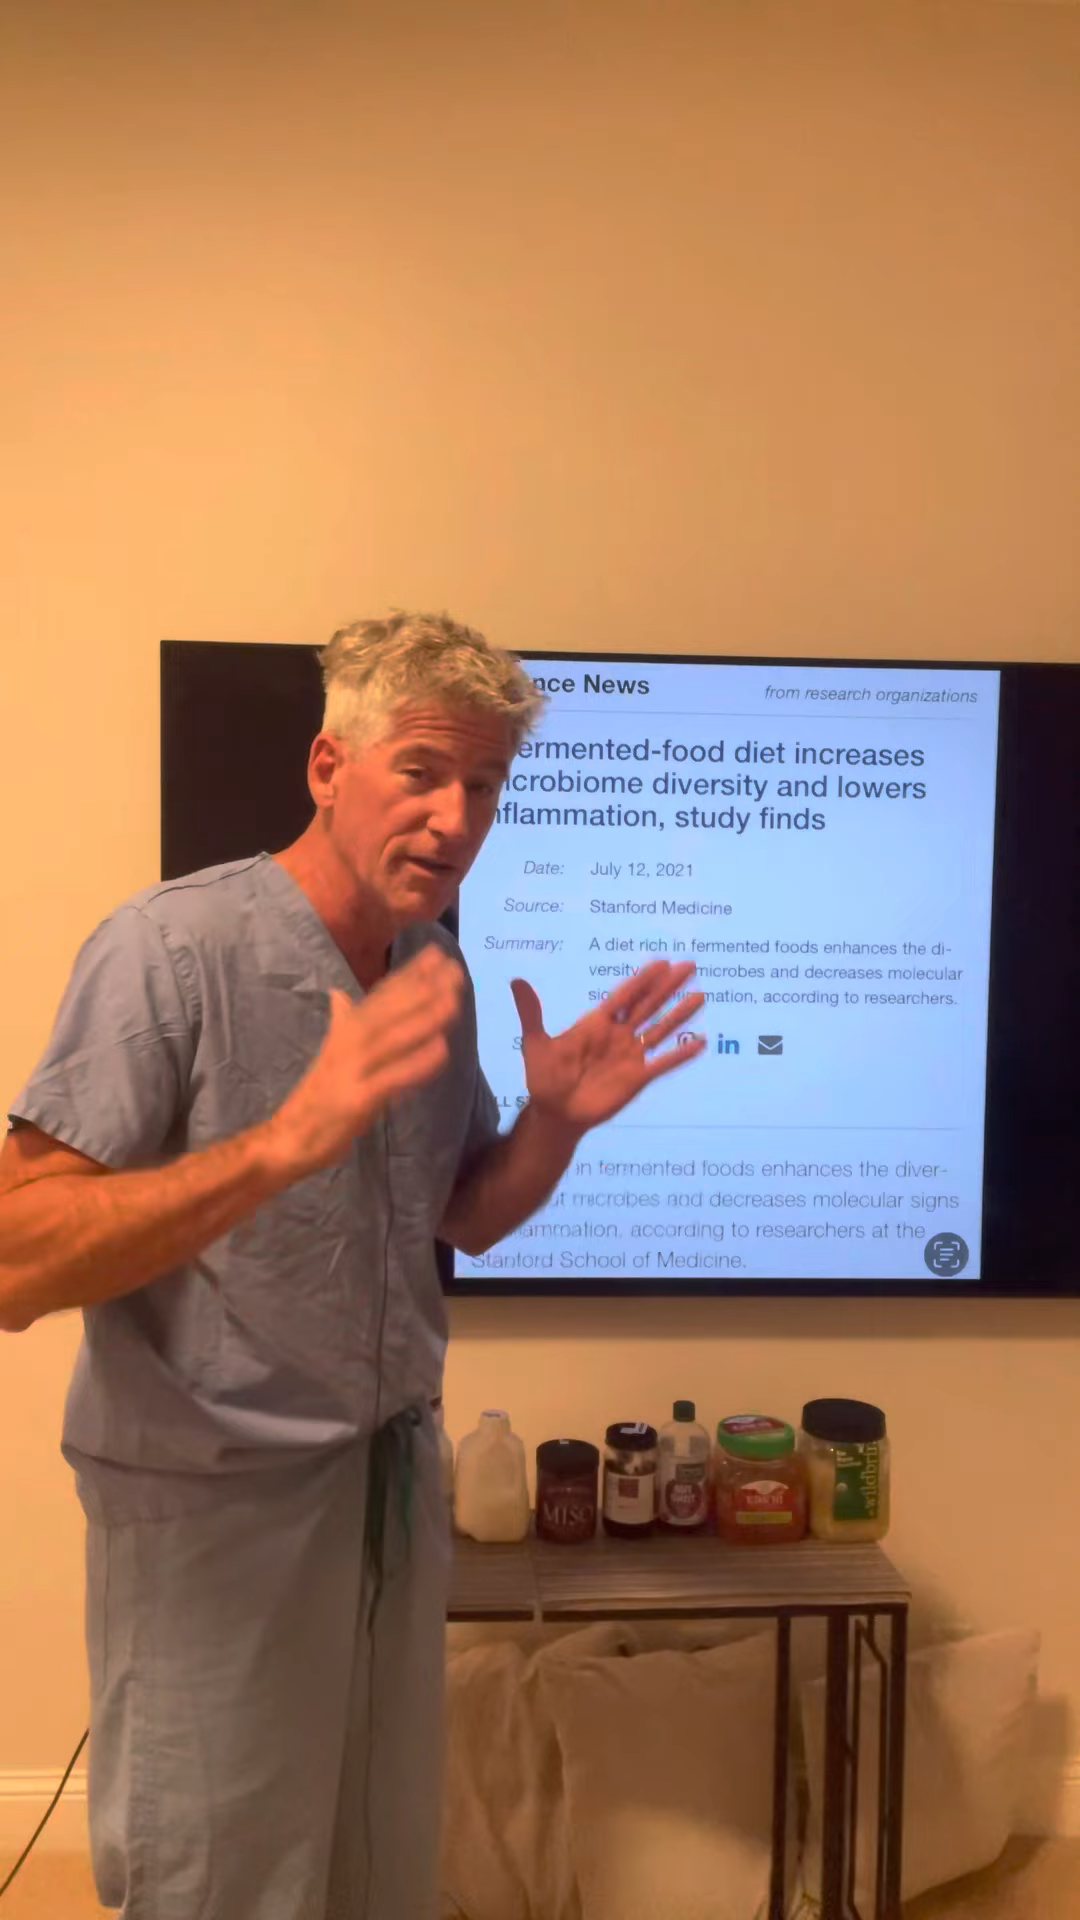 nce News
from research organizations
ermented-food diet increases
icrobiome diversity and lowers
nflammation, study finds
Date: July 12, 2021
Source: Stanford Medicine
Summary: A diet rich in fermented foods enhances the di-
versity microbes and decreases molecular
mation, according to researchers.
in
in fermented foods enhances the diver-
microbes and decreases molecular signs
ammation, according to researchers at the
Stanford School of Medicine.
MISO
wildbrin